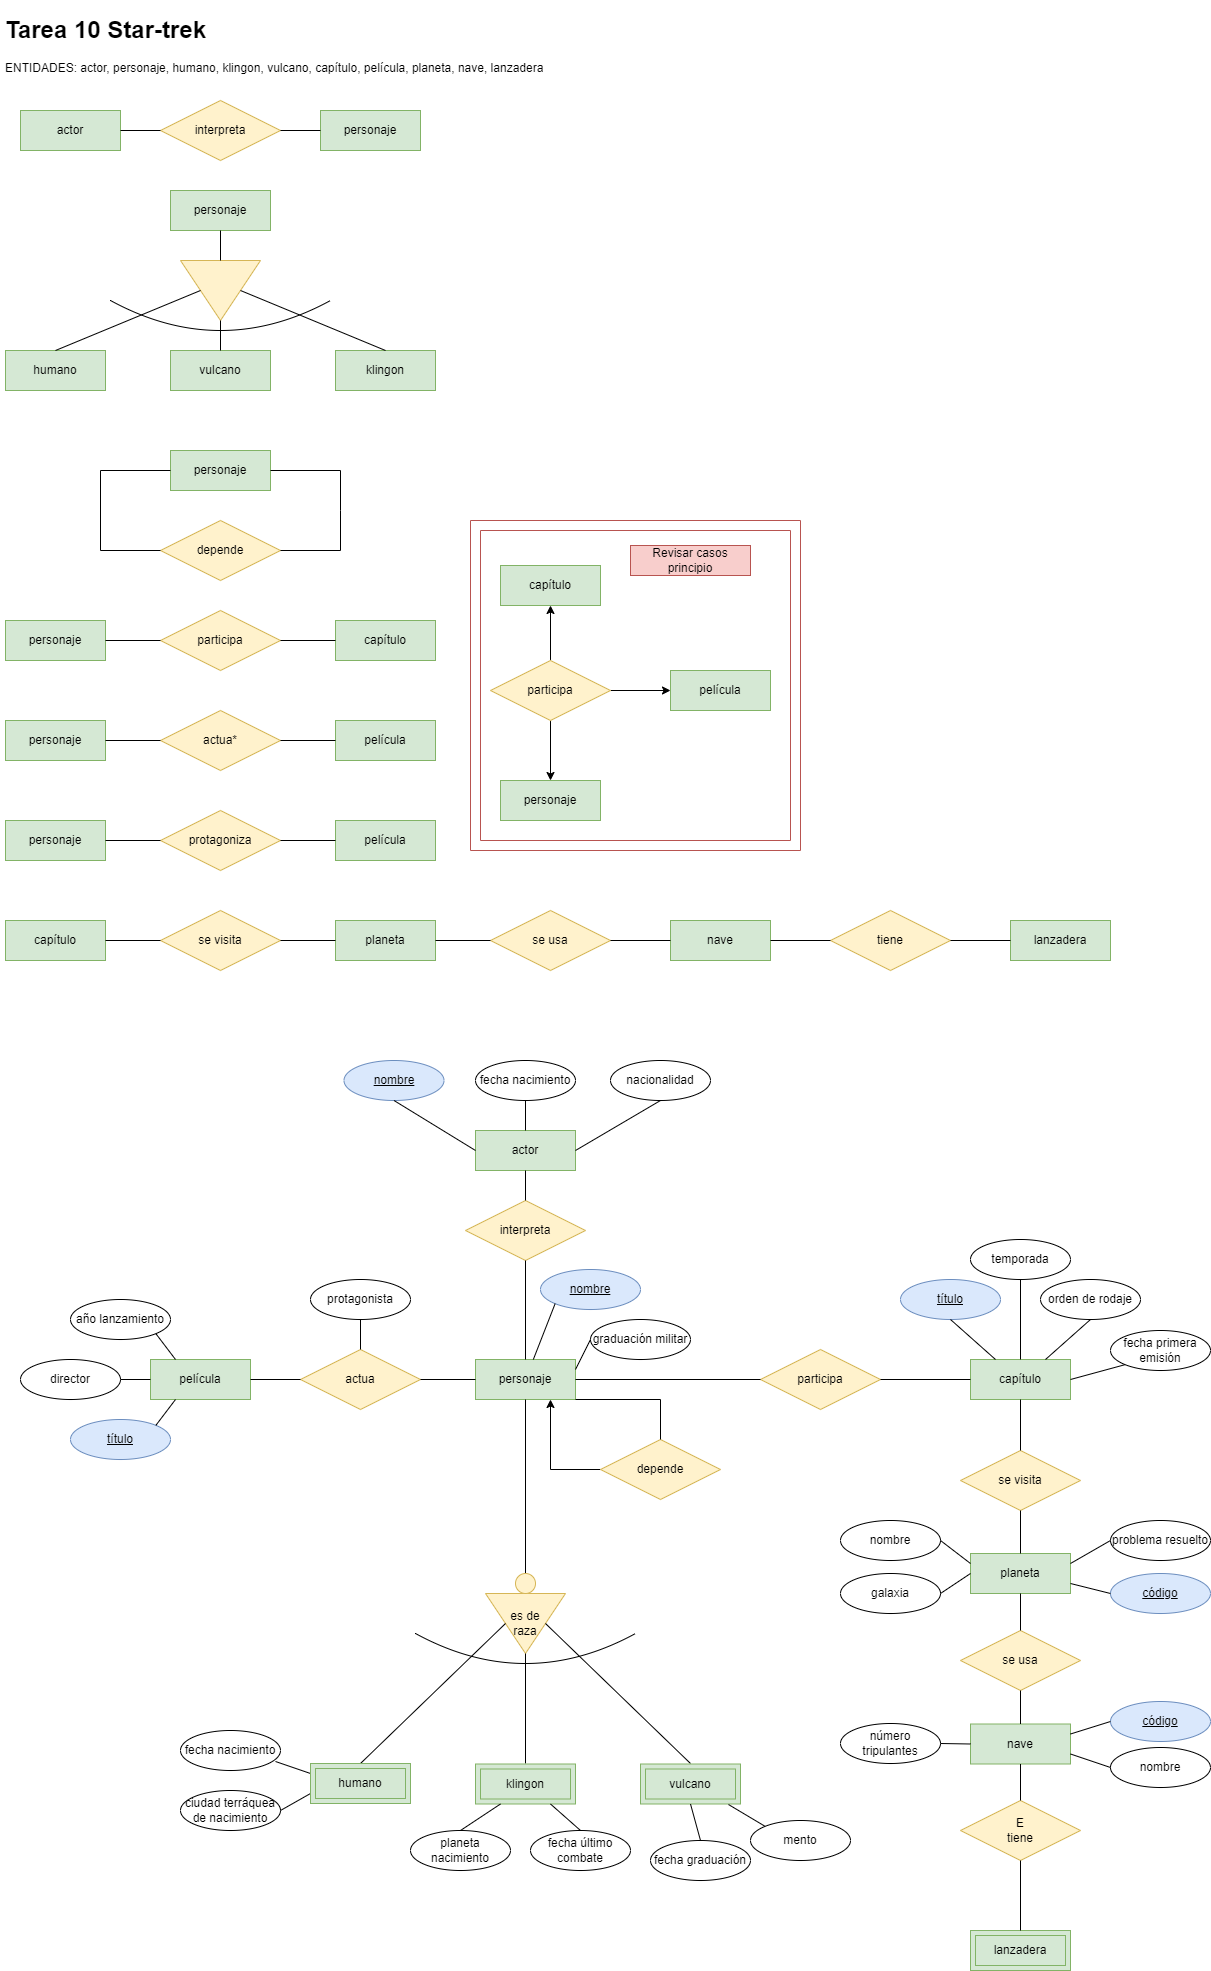 Tarea 10 Star-trek
ENTIDADES: actor, personaje, humano, klingon, vulcano, capítulo, película, planeta, nave, lanzadera
actor
interpreta
personaje
personaje
humano
vulcano
klingon
personaje
depende
personaje
participa
capítulo
personaje
actua*
película
personaje
protagoniza
película
Revisar casos
principio
capítulo
participa
película
personaje
capítulo
se visita
planeta
se usa
nave
tiene
lanzadera
nombre
fecha nacimiento
nacionalidad
actor
interpreta
temporada
nombre
título
orden de rodaje
protagonista
año lanzamiento
graduación militar
fecha primera
emisión
director
película
actua
personaje
participa
capítulo
título
depende
se visita
nombre
problema resuelto
planeta
galaxia
código
es de
raza
se usa
código
número
tripulantes
nave
nombre
fecha nacimiento
humano
klingon
vulcano
ciudad terráquea
de nacimiento
E
tiene
planeta
nacimiento
fecha último
combate
mento
fecha graduación
lanzadera